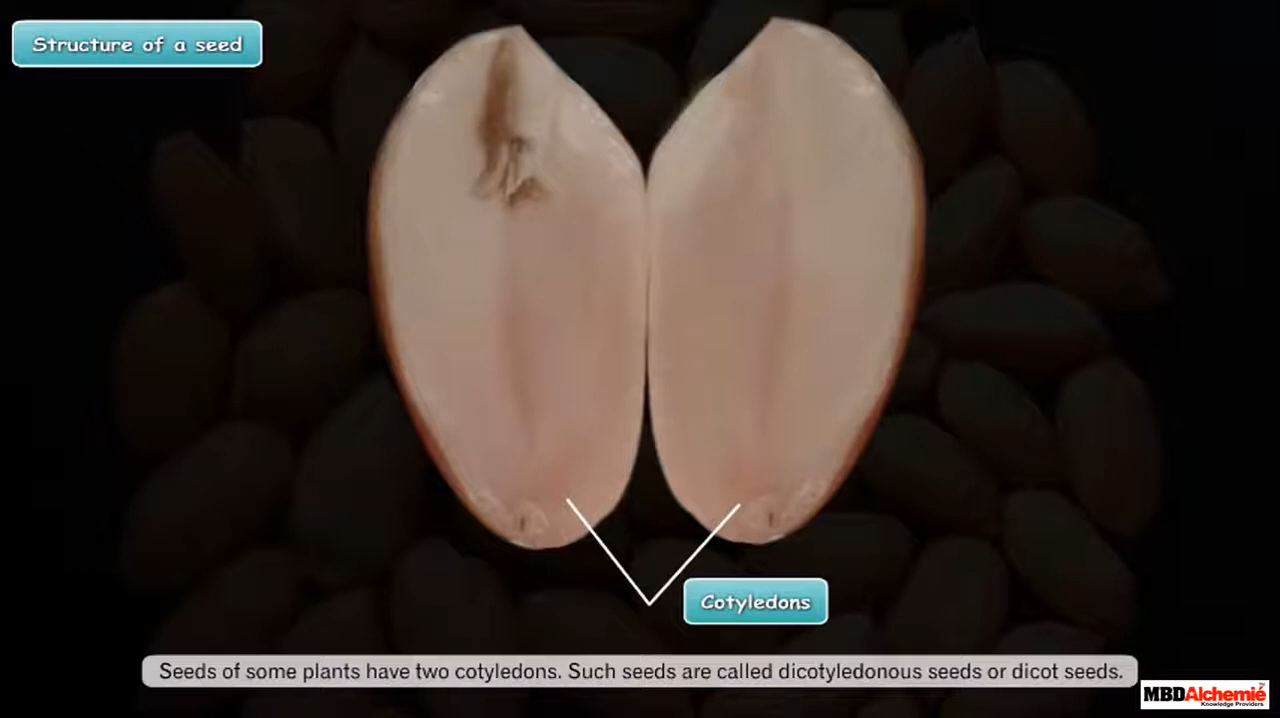 Structure of a seed
Cotyledons
Seeds of some plants have two cotyledons. Such seeds are called dicotyledonous seeds or dicot seeds.
MBDAlchemié
Knowledge Providers